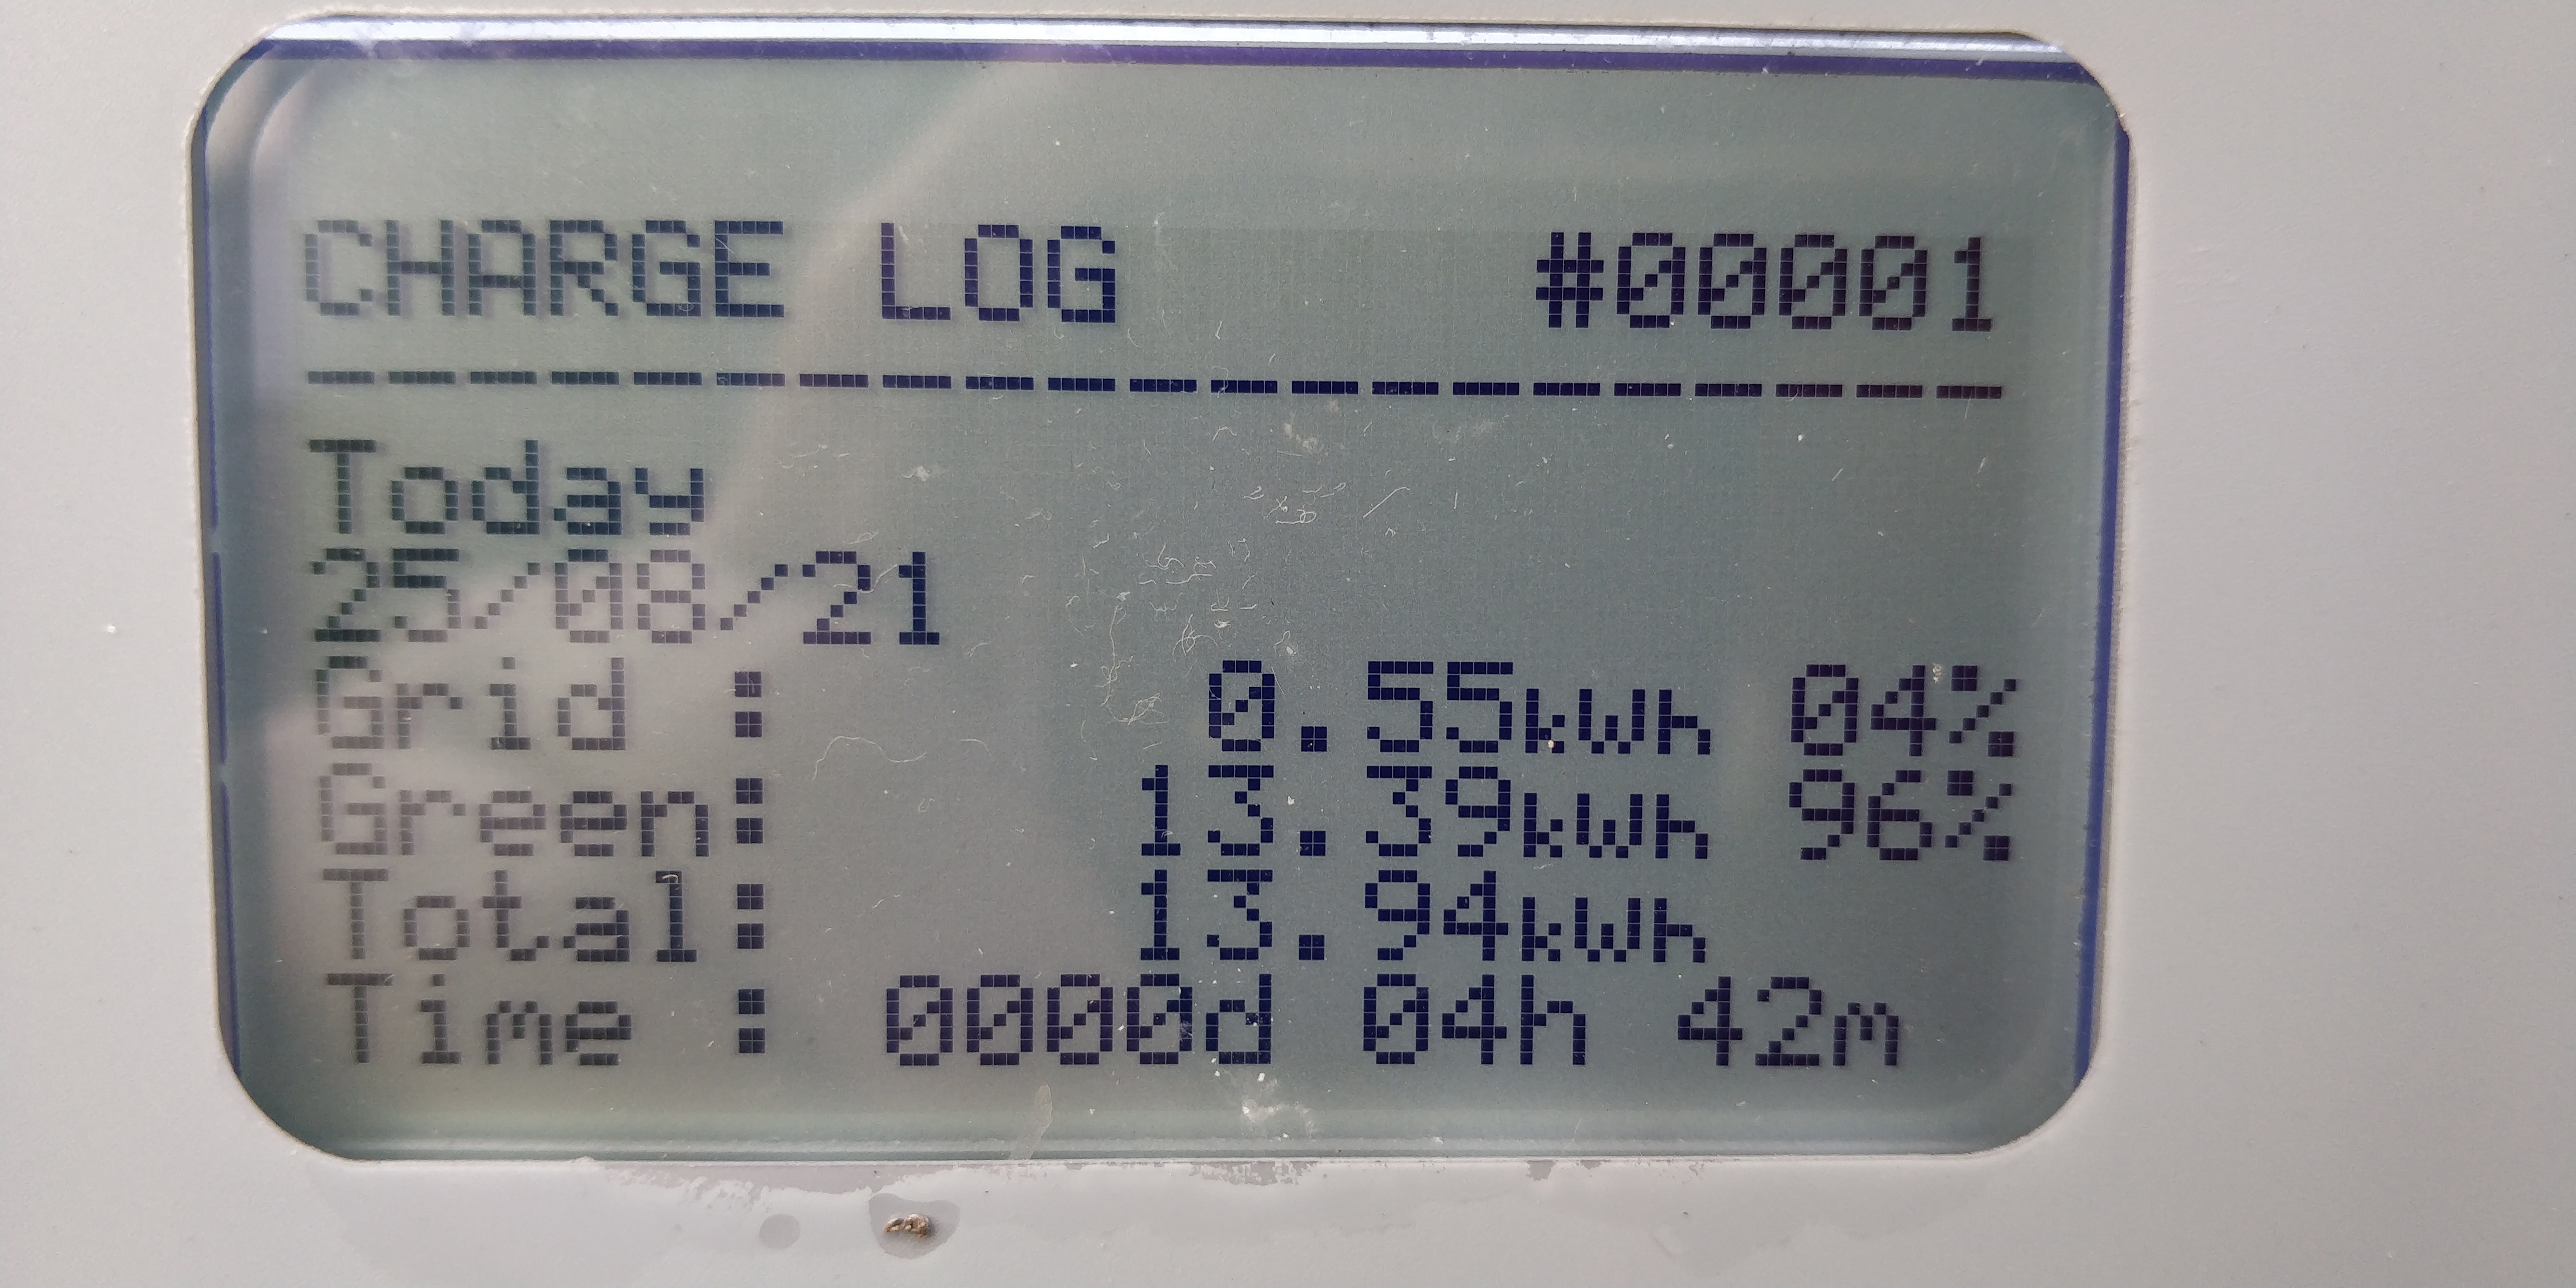 CHARGE LOG #00001
---------------------
Today
25/08/21
Grid : 0.55kWh 04%
Green: 13.39kWh 96%
Total: 13.94kWh
Time : 0000d 04h 42m